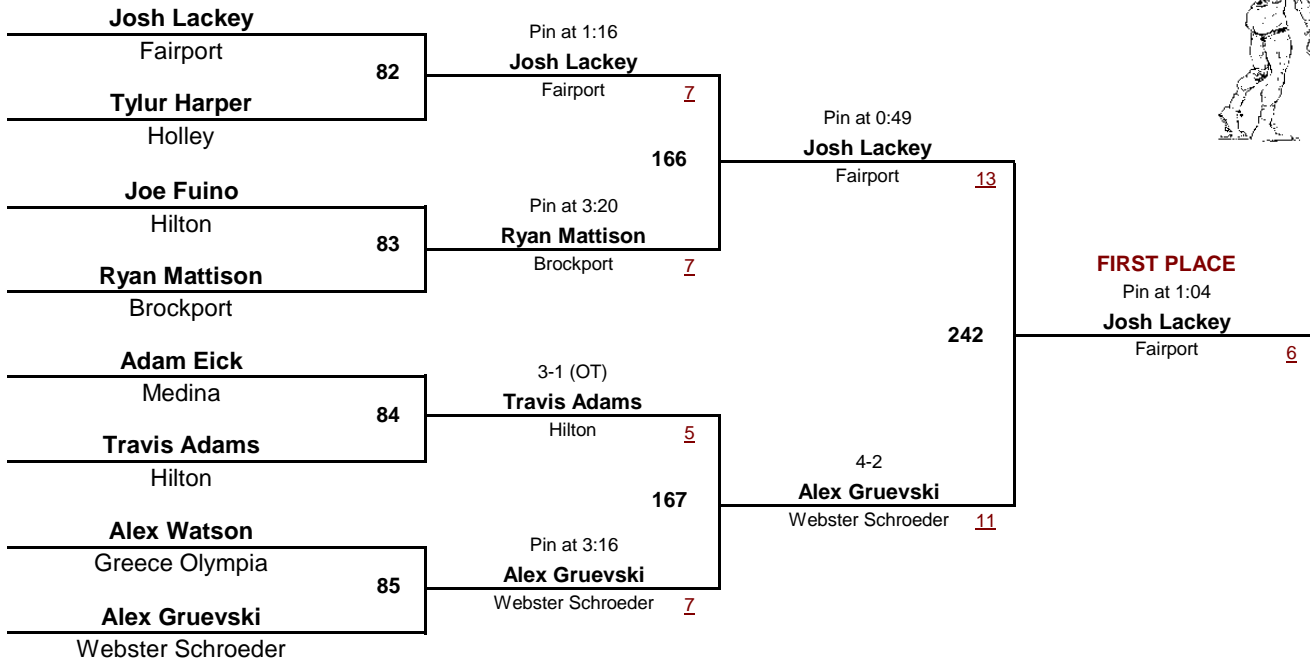 Josh Lackey
Fairport
82
Tylur Harper
Holley
Joe Fuino
Hilton
83
Ryan Mattison
Brockport
Adam Eick
Medina
84
Travis Adams
Hilton
Alex Watson
Greece Olympia
85
Alex Gruevski
Webster Schroeder
Pin at 1:16
Josh Lackey
Fairport
7
166
Pin at 3:20
Ryan Mattison
Brockport
7
3-1 (OT)
Travis Adams
Hilton
5
167
Pin at 3:16
Alex Gruevski
Webster Schroeder
7
Pin at 0:49
Josh Lackey
Fairport
13
242
4-2
Alex Gruevski
Webster Schroeder
11
FIRST PLACE
Pin at 1:04
Josh Lackey
Fairport
6